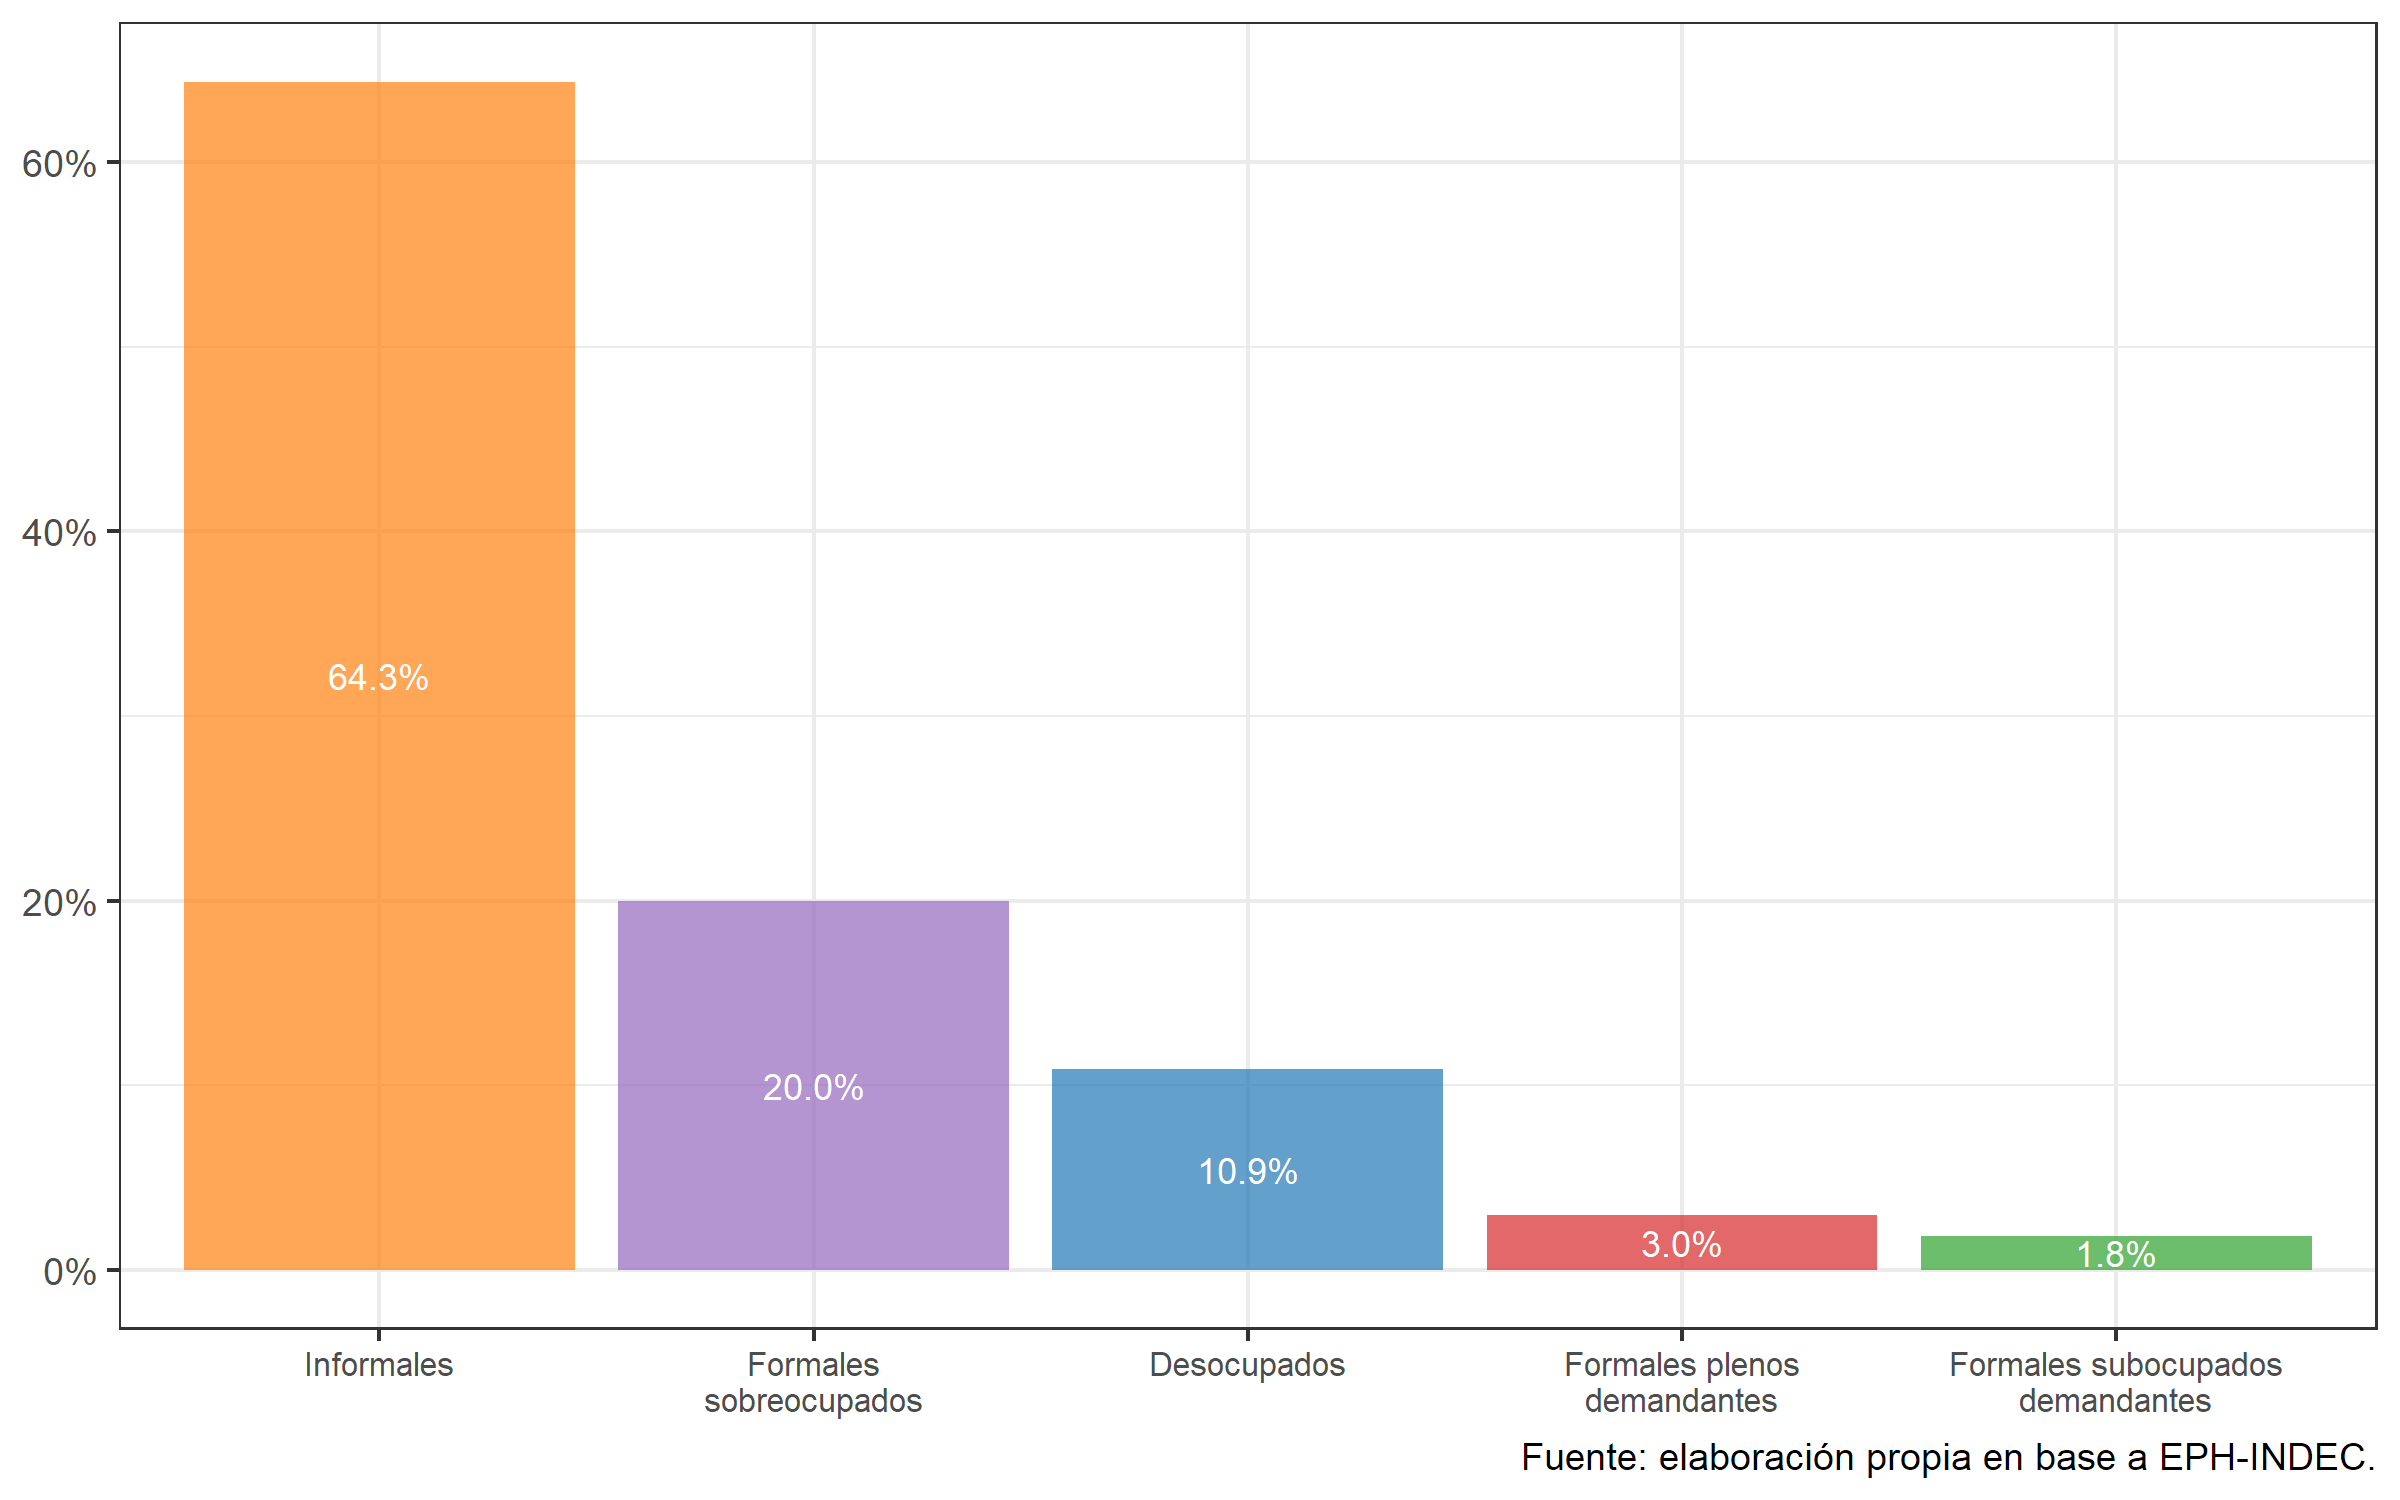 60%
40%
20%
0%
64.3%
20.0%
10.9%
3.0%
1.8%
Informales
Formales
sobreocupados
Desocupados
Formales plenos
demandantes
Formales subocupados
demandantes
Fuente: elaboración propia en base a EPH-INDEC.